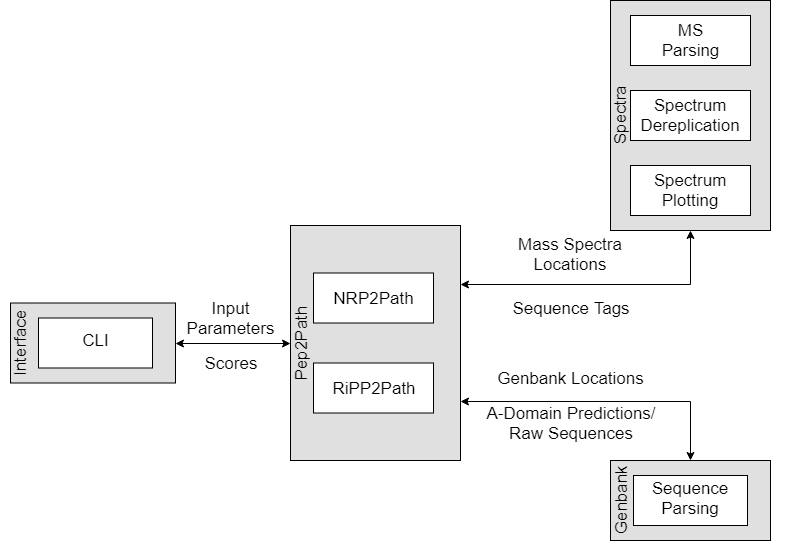 MS
Parsing
Spectra
Spectrum
Dereplication
Spectrum
Plotting
Mass Spectra
Locations
Sequence Tags
Pep2Path
NRP2Path
RiPP2Path
Input
Parameters
Scores
Interface
CLI
Genbank Locations
A-Domain Predictions/
Raw Sequences
Genbank
Sequence
Parsing